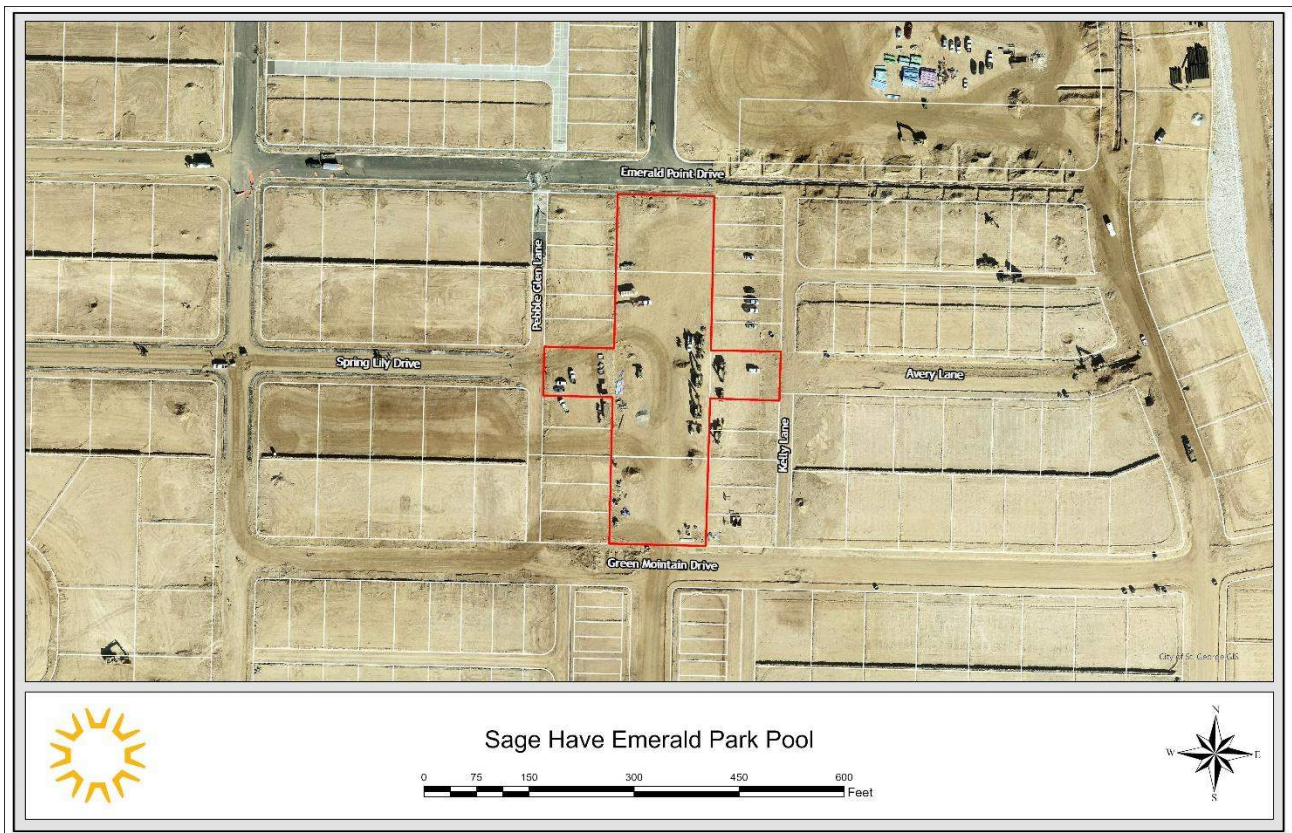 Emerald Point Drive
Pebble Glen Lane
Spring Lily Drive
Avery Lane
Kelly Lane
Green Mointain Drive
City of St. George GIS
Sage Have Emerald Park Pool
0 75 150 300 450 600
Feet
N
W E
S